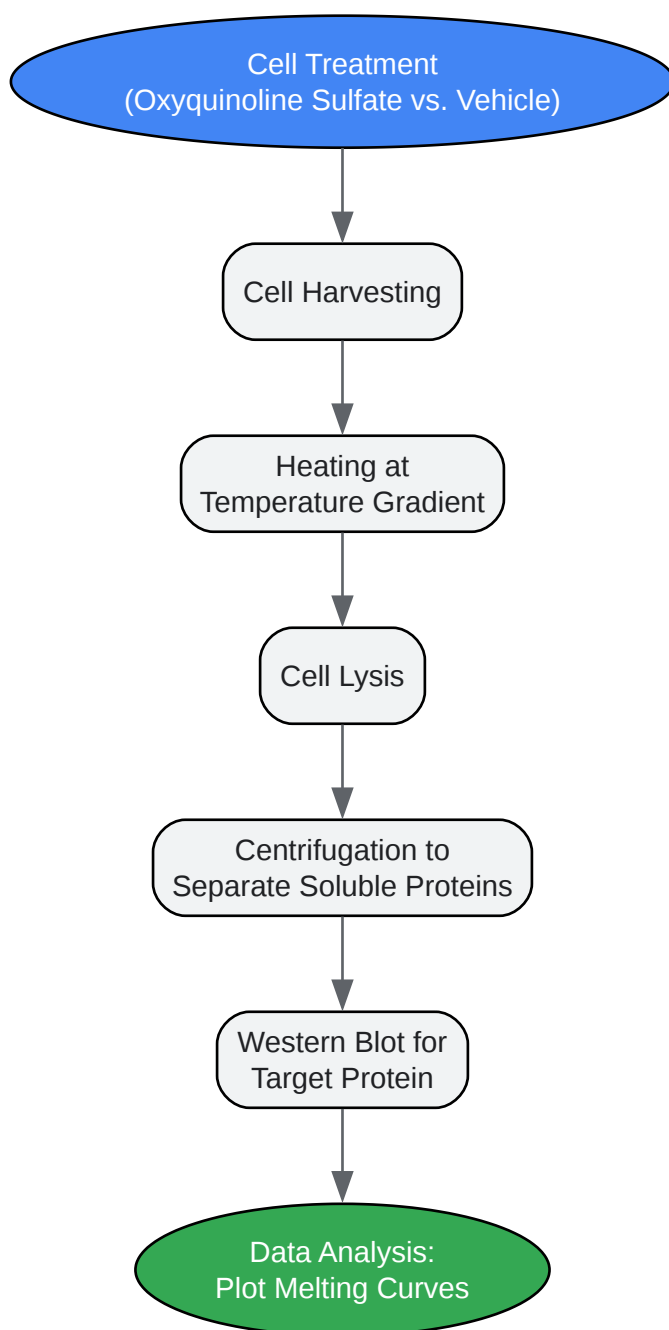 Cell Treatment
(Oxyquinoline Sulfate vs. Vehicle)
Cell Harvesting
Heating at
Temperature Gradient
Cell Lysis
Centrifugation to
Separate Soluble Proteins
Western Blot for
Target Protein
Data Analysis:
Plot Melting Curves